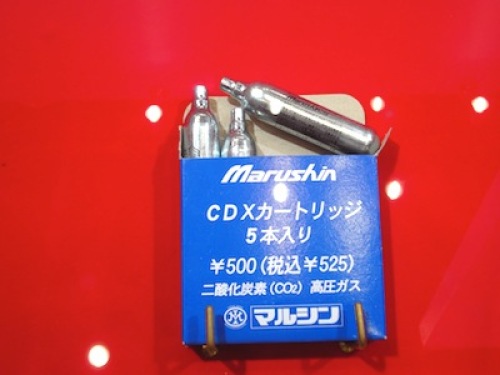 Marushin
CDXカートリッジ
5本入り
¥500(税込¥525)
二酸化炭素(CO₂) 高圧ガス
マルシン